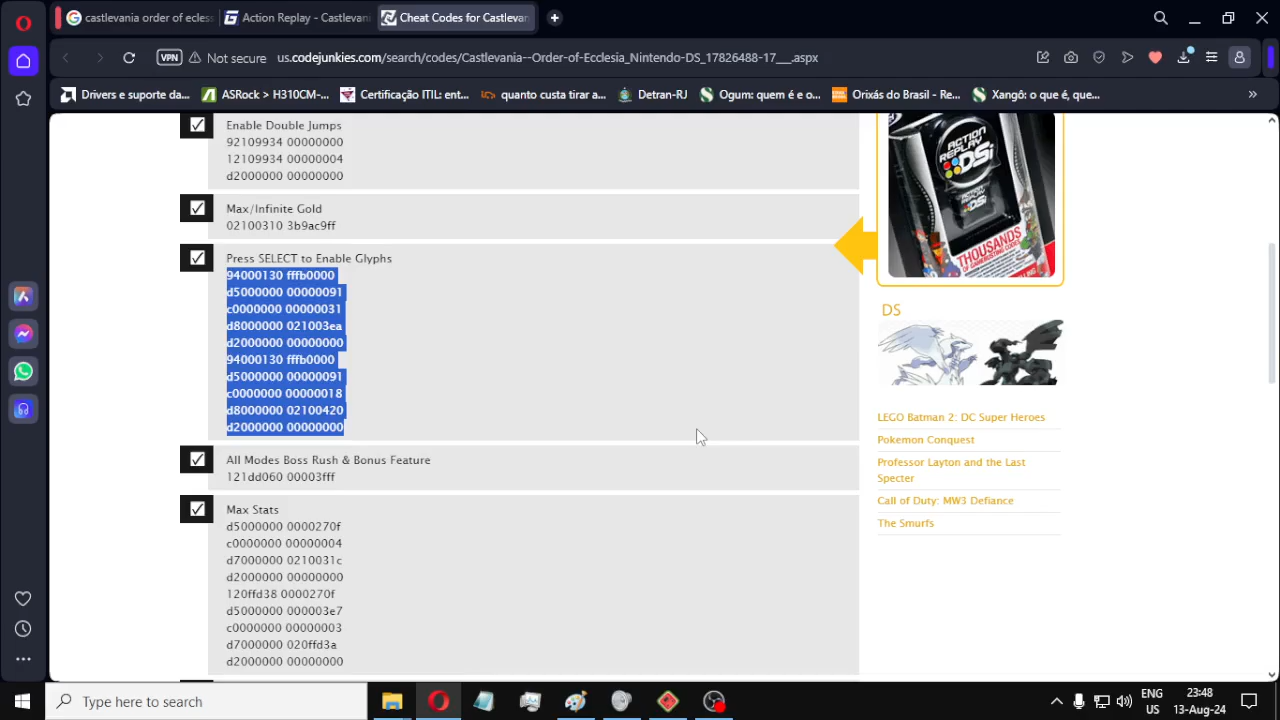 castlevania order of ecles
Action Replay - Castlevan
Cheat Codes for Castlevan
VPN
Not secure
us.codejunkies.com/search/codes/Castlevania--Order-of-Ecclesia_Nintendo-DS_17826488-17___.aspx
Drivers e suporte da...
ASRock > H310CM-...
Certificação ITIL: ent...
quanto custa tirar a...
Detran-RJ
Ogum: quem é e o...
Orixás do Brasil - Re...
Xangô: o que é, que...
Enable Double Jumps
92109934 00000000
12109934 00000004
d2000000 00000000
Max/Infinite Gold
02100310 3b9ac9ff
Press SELECT to Enable Glyphs
94000130 fffb0000
d5000000 00000091
c0000000 00000031
d8000000 021003ea
d2000000 00000000
94000130 fffb0000
d5000000 00000091
c0000000 00000018
d8000000 02100420
d2000000 00000000
All Modes Boss Rush & Bonus Feature
121dd060 00003fff
Max Stats
d5000000 0000270f
c0000000 00000004
d7000000 0210031c
d2000000 00000000
120ffd38 0000270f
d5000000 000003e7
c0000000 00000003
d7000000 020ffd3a
d2000000 00000000
ACTION
REPLAY
DSi
THOUSANDS
DS
LEGO Batman 2: DC Super Heroes
Pokemon Conquest
Professor Layton and the Last
Specter
Call of Duty: MW3 Defiance
The Smurfs
Type here to search
ENG
US
23:48
13-Aug-24